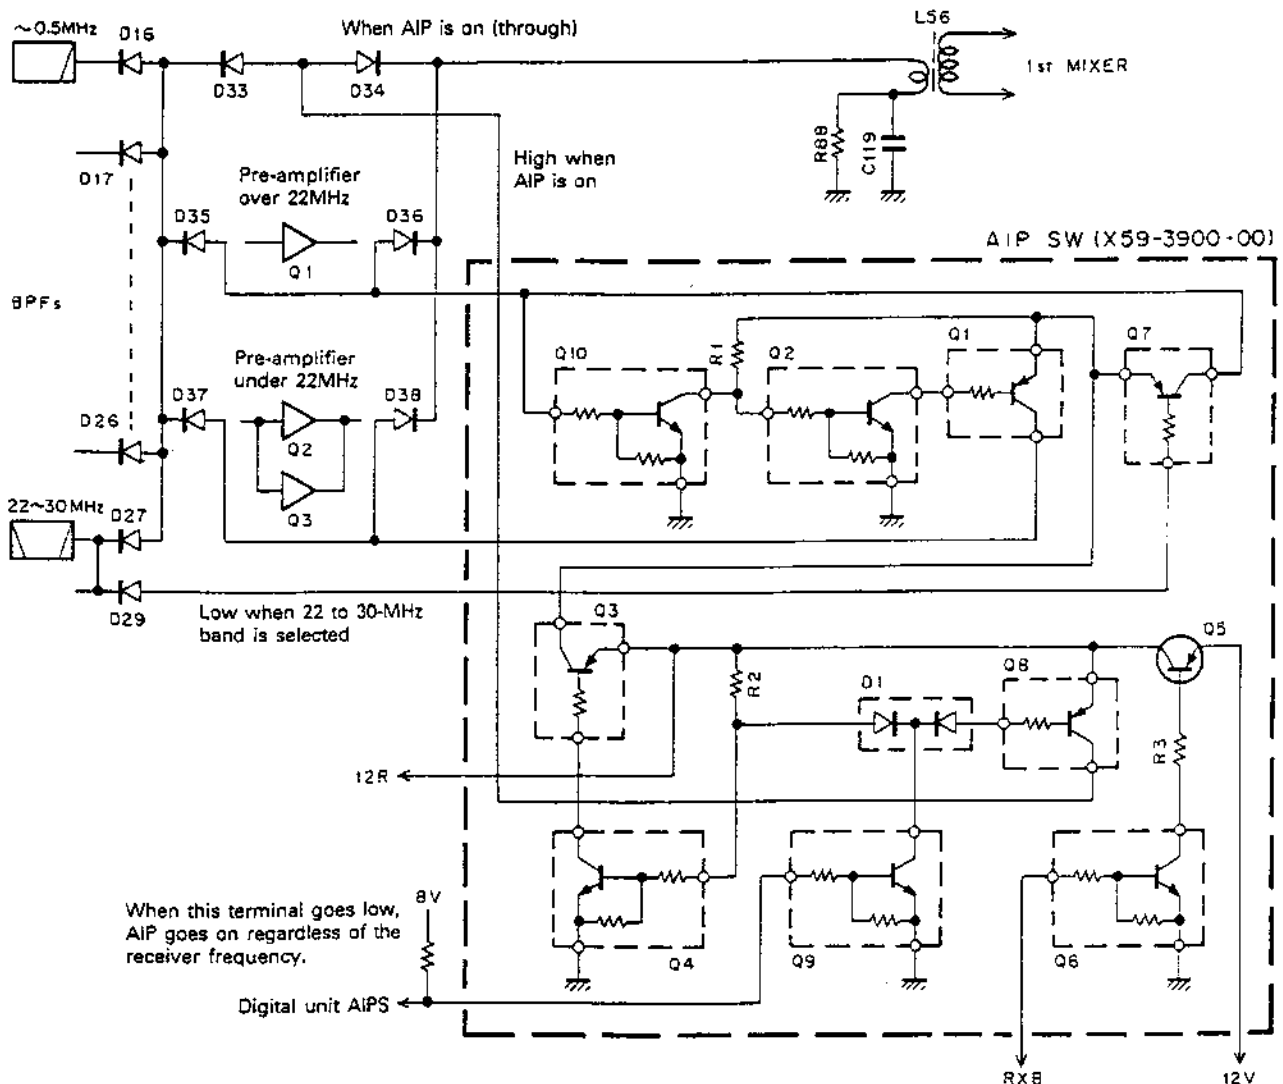 ~0.5MHz
D16
When AIP is on (through)
L56
D33
D34
1st MIXER
R88
C119
D17
High when
AIP is on
Pre-amplifier
over 22MHz
D35
D36
Q1
AIP SW (X59-3900-00)
BPFs
Q10
R1
Q2
Q1
Q7
Pre-amplifier
under 22MHz
D37
D38
D26
Q2
Q3
22~30MHz
D27
D29
Low when 22 to 30-MHz
band is selected
Q3
Q5
R2
D1
Q8
R3
12R
When this terminal goes low,
AIP goes on regardless of the
receiver frequency.
8V
Q4
Q9
Q6
Digital unit AIPS
RXB
12V